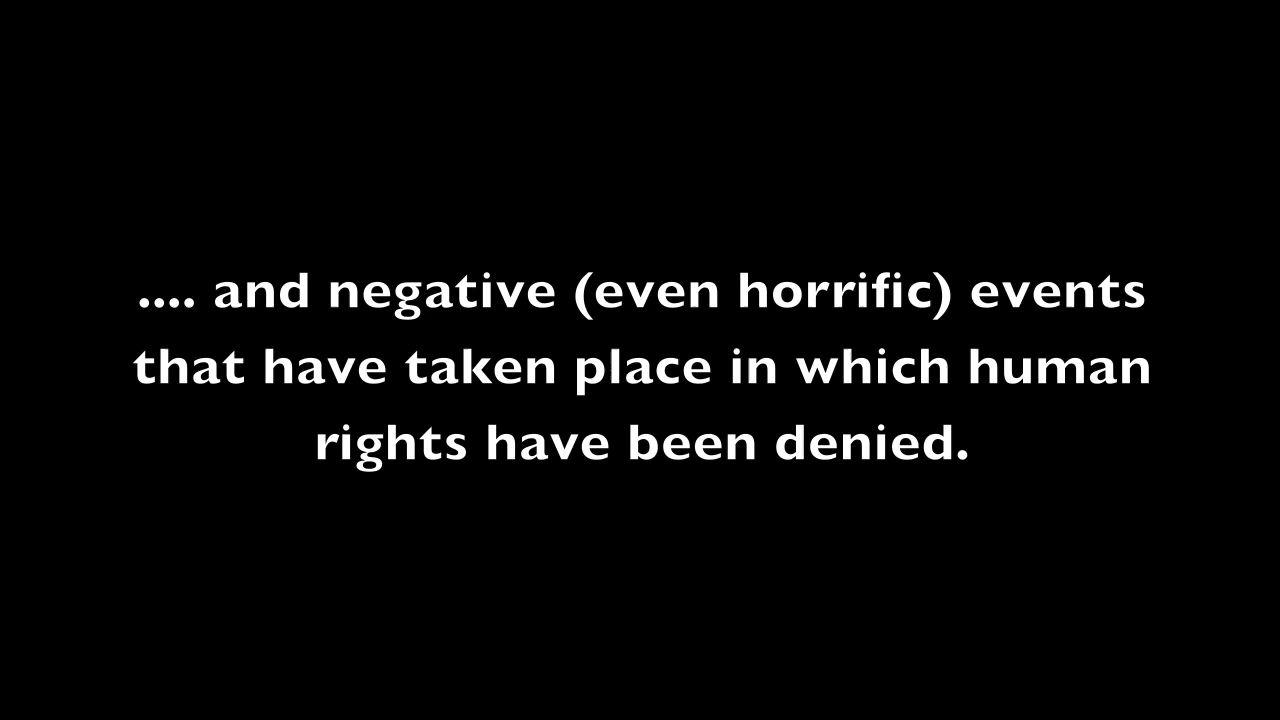 .... and negative (even horrific) events
that have taken place in which human
rights have been denied.